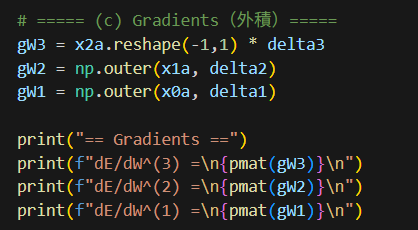 # ===== (c) Gradients（外積）=====
gW3 = x2a.reshape(-1,1) * delta3
gW2 = np.outer(x1a, delta2)
gW1 = np.outer(x0a, delta1)
print("== Gradients ==")
print(f"dE/dW^(3) =\n{pmat(gW3)}\n")
print(f"dE/dW^(2) =\n{pmat(gW2)}\n")
print(f"dE/dW^(1) =\n{pmat(gW1)}\n")